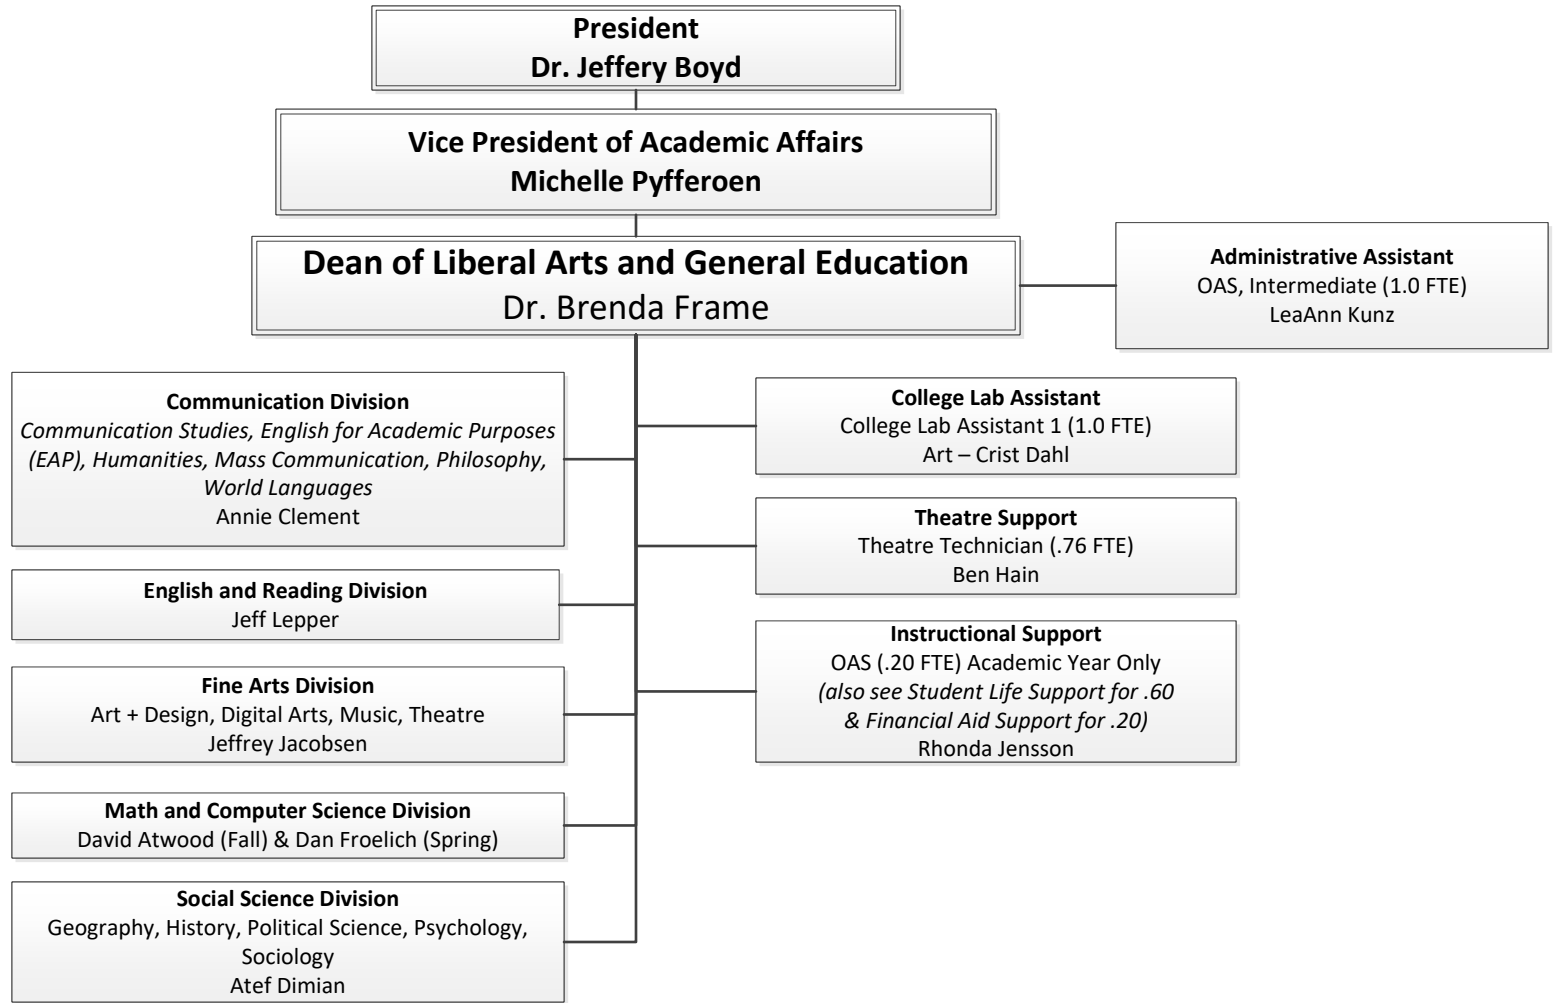 President
Dr. Jeffery Boyd
Vice President of Academic Affairs
Michelle Pyfferoen
Dean of Liberal Arts and General Education
Dr. Brenda Frame
Administrative Assistant
OAS, Intermediate (1.0 FTE)
LeaAnn Kunz
Communication Division
Communication Studies, English for Academic Purposes
(EAP), Humanities, Mass Communication, Philosophy,
World Languages
Annie Clement
English and Reading Division
Jeff Lepper
Fine Arts Division
Art + Design, Digital Arts, Music, Theatre
Jeffrey Jacobsen
Math and Computer Science Division
David Atwood (Fall) & Dan Froelich (Spring)
Social Science Division
Geography, History, Political Science, Psychology,
Sociology
Atef Dimian
College Lab Assistant
College Lab Assistant 1 (1.0 FTE)
Art – Crist Dahl
Theatre Support
Theatre Technician (.76 FTE)
Ben Hain
Instructional Support
OAS (.20 FTE) Academic Year Only
(also see Student Life Support for .60
& Financial Aid Support for .20)
Rhonda Jensson